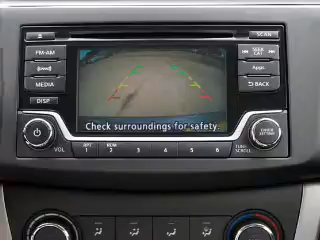 SCAN
FM·AM
SEEK
CAT
Apps
MEDIA
BACK
DISP
Check surroundings for safety.
VOL
1 2 3 4 5 6
TUNE
SCROLL